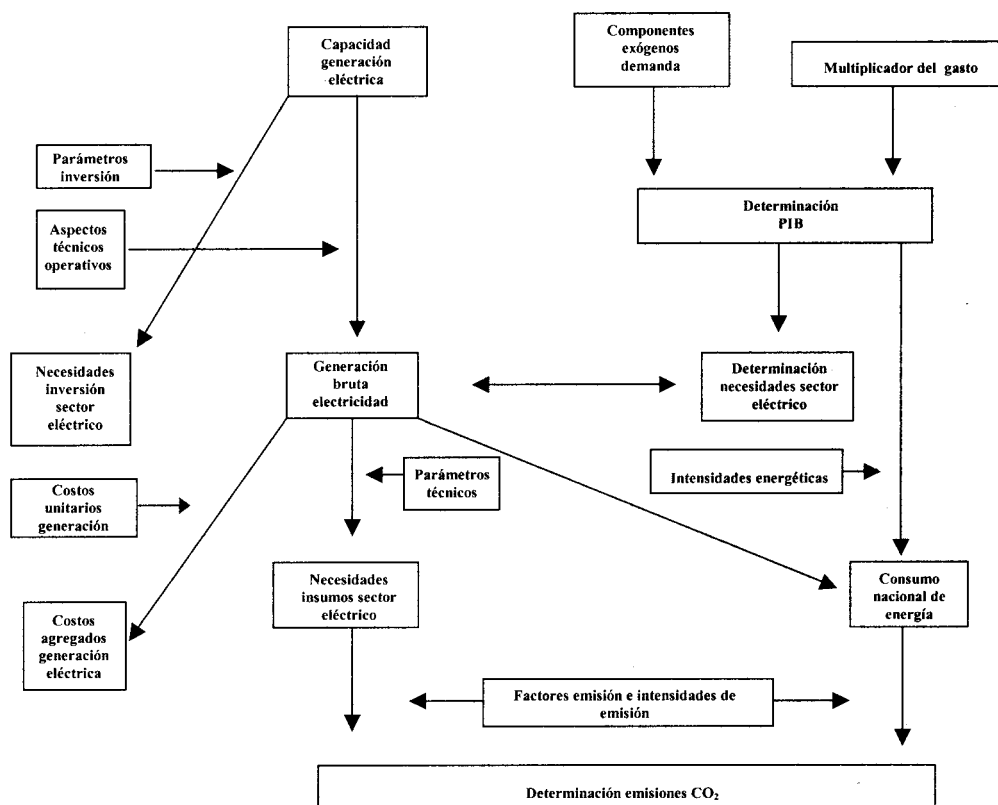 Capacidad
generación
eléctrica
Componentes
exógenos
demanda
Multiplicador del gasto
Parámetros
inversión
Aspectos
técnicos
operativos
Determinación
PIB
Necesidades
inversión
sector
eléctrico
Generación
bruta
electricidad
Determinación
necesidades sector
eléctrico
Costos
unitarios
generación
Parámetros
técnicos
Intensidades energéticas
Necesidades
insumos sector
eléctrico
Consumo
nacional de
energía
Costos
agregados
generación
eléctrica
Factores emisión e intensidades de
emisión
Determinación emisiones CO₂